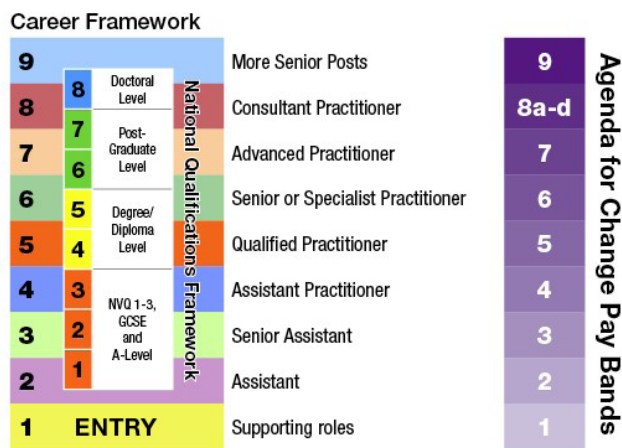 Career Framework
9
8
7
6
5
4
3
2
1 ENTRY
8
7
6
5
4
3
2
1
Doctoral
Level
Post-
Graduate
Level
Degree/
Diploma
Level
NVQ 1-3,
GCSE
and
A-Level
National Qualifications Framework
More Senior Posts
Consultant Practitioner
Advanced Practitioner
Senior or Specialist Practitioner
Qualified Practitioner
Assistant Practitioner
Senior Assistant
Assistant
Supporting roles
9
8a-d
7
6
5
4
3
2
1
Agenda for Change Pay Bands